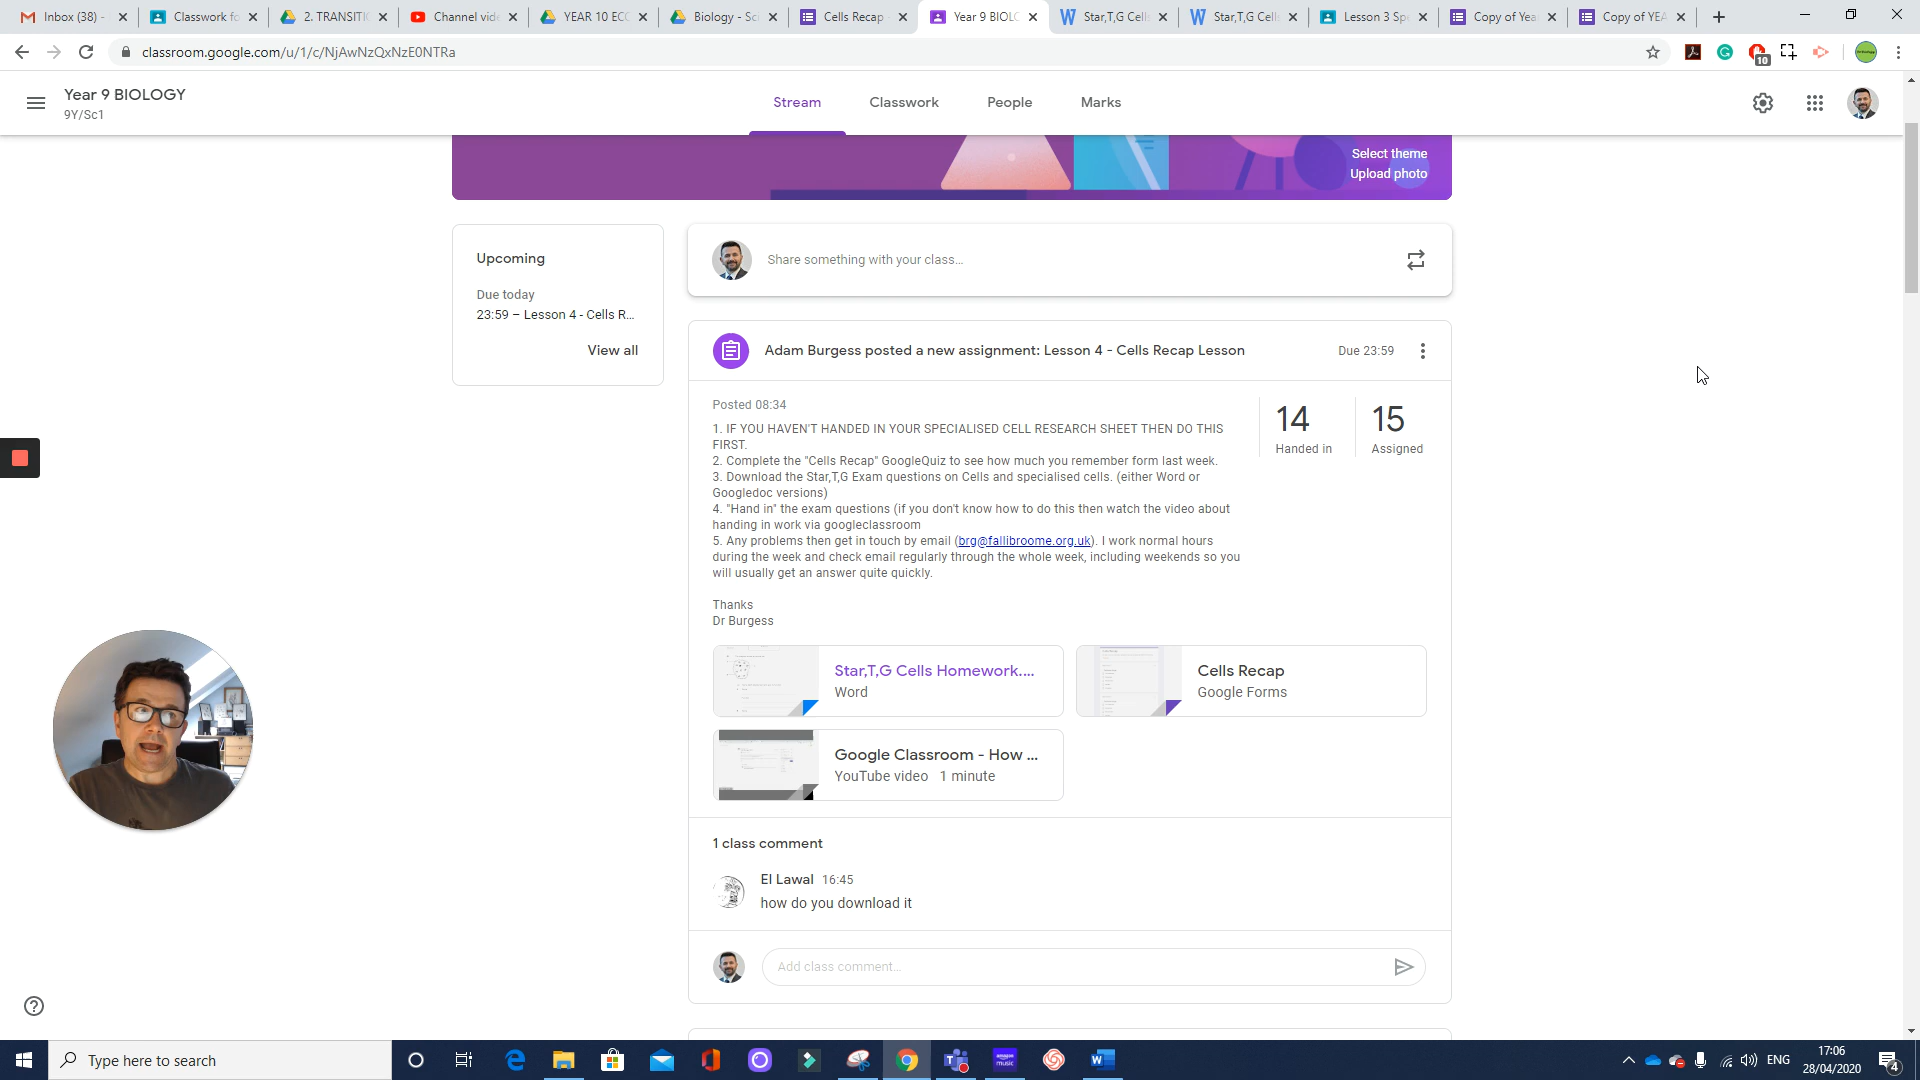 Inbox (38) -
Classwork fo
2. TRANSITIC
Channel vide
YEAR 10 ECO
Biology - Sc
Cells Recap
Year 9 BIOLO
Star,T,G Cells
Star,T,G Cells
Lesson 3 Spe
Copy of Yea
Copy of YEA
classroom.google.com/u/1/c/NjAwNzQxNzE0NTRa
10
Year 9 BIOLOGY
9Y/Sc1
Stream
Classwork
People
Marks
Select theme
Upload photo
Upcoming
Due today
23:59 – Lesson 4 - Cells R...
View all
Share something with your class...
Adam Burgess posted a new assignment: Lesson 4 - Cells Recap Lesson
Due 23:59
Posted 08:34
1. IF YOU HAVEN'T HANDED IN YOUR SPECIALISED CELL RESEARCH SHEET THEN DO THIS
FIRST.
2. Complete the "Cells Recap" GoogleQuiz to see how much you remember form last week.
3. Download the Star,T,G Exam questions on Cells and specialised cells. (either Word or
Googledoc versions)
4. "Hand in" the exam questions (if you don't know how to do this then watch the video about
handing in work via googleclassroom
5. Any problems then get in touch by email (brg@fallibroome.org.uk). I work normal hours
during the week and check email regularly through the whole week, including weekends so you
will usually get an answer quite quickly.
Thanks
Dr Burgess
14
Handed in
15
Assigned
Star,T,G Cells Homework....
Word
Cells Recap
Google Forms
Google Classroom - How ...
YouTube video 1 minute
1 class comment
El Lawal 16:45
how do you download it
Add class comment...
Type here to search
ENG
17:06
28/04/2020
4